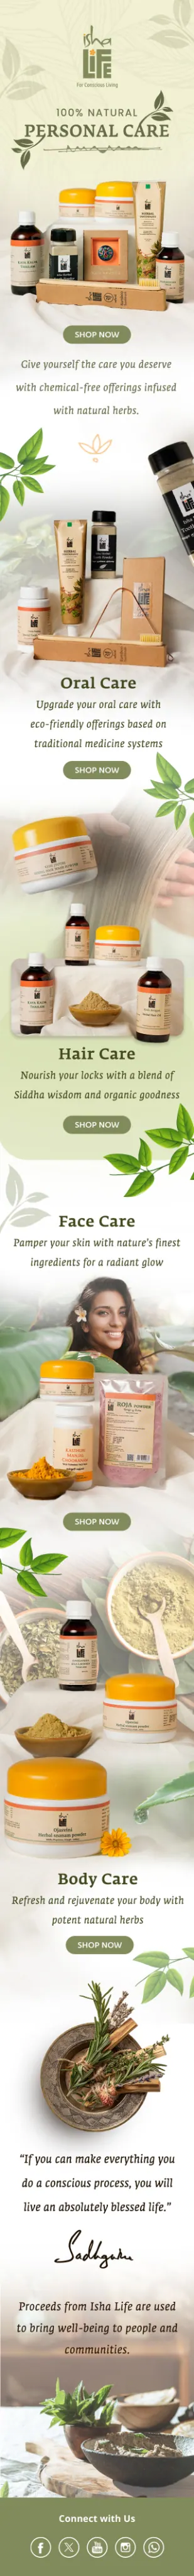 isha
LIFE
For Conscious Living
100% NATURAL
PERSONAL CARE
SHOP NOW
Give yourself the care you deserve
with chemical-free offerings infused
with natural herbs.
Oral Care
Upgrade your oral care with
eco-friendly offerings based on
traditional medicine systems
SHOP NOW
Hair Care
Nourish your locks with a blend of
Siddha wisdom and organic goodness
SHOP NOW
Face Care
Pamper your skin with nature's finest
ingredients for a radiant glow
ROJA POWDER
SHOP NOW
Body Care
Refresh and rejuvenate your body with
potent natural herbs
SHOP NOW
"If you can make everything you
do a conscious process, you will
live an absolutely blessed life."
Sadhguru
Proceeds from Isha Life are used
to bring well-being to people and
communities.
Connect with Us